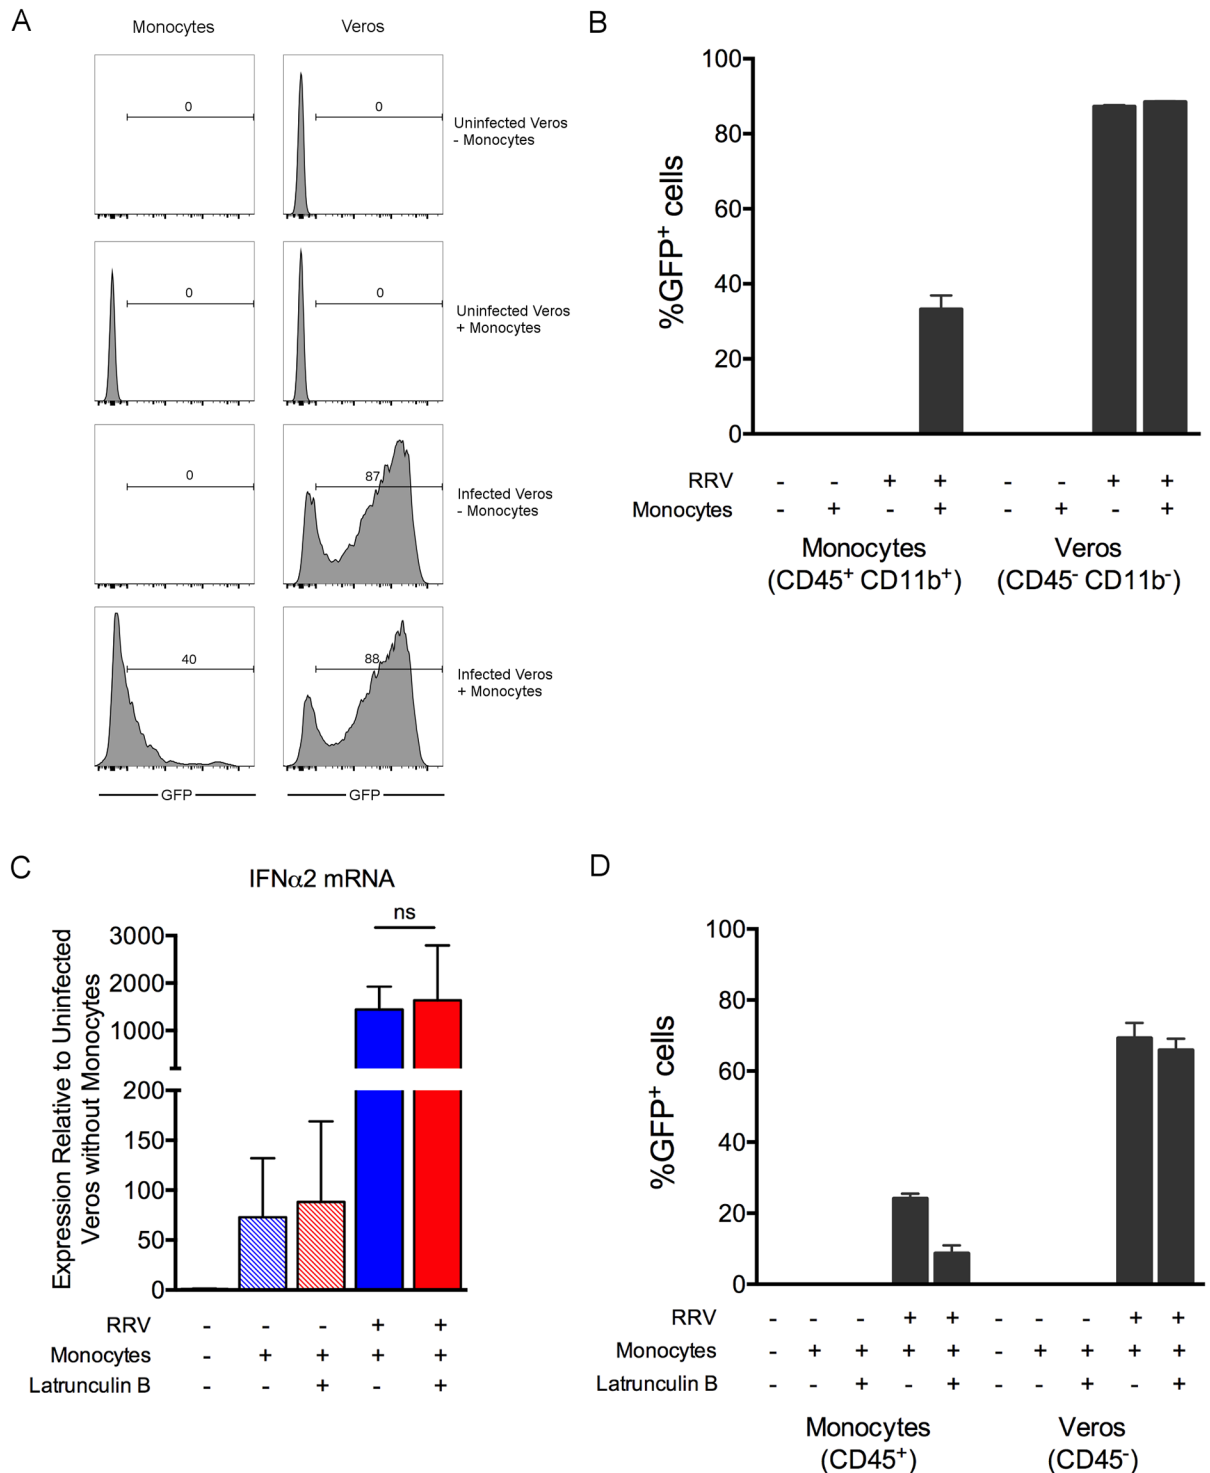 A
Monocytes
Veros
0
0
Uninfected Veros
- Monocytes
0
0
Uninfected Veros
+ Monocytes
0
87
Infected Veros
- Monocytes
40
88
Infected Veros
+ Monocytes
GFP
GFP
B
%GFP+ cells
100
80
60
40
20
0
RRV - - + + - - + +
Monocytes - + - + - + - +
Monocytes
(CD45+ CD11b+)
Veros
(CD45- CD11b-)
C
IFNα2 mRNA
ns
Expression Relative to Uninfected
Veros without Monocytes
3000
2000
1000
200
150
100
50
0
RRV - - - + +
Monocytes - + + + +
Latrunculin B - - + - +
D
%GFP+ cells
100
80
60
40
20
0
RRV - - - + + - - - + +
Monocytes - + + + + - + + + +
Latrunculin B - - + - + - - + - +
Monocytes
(CD45+)
Veros
(CD45-)